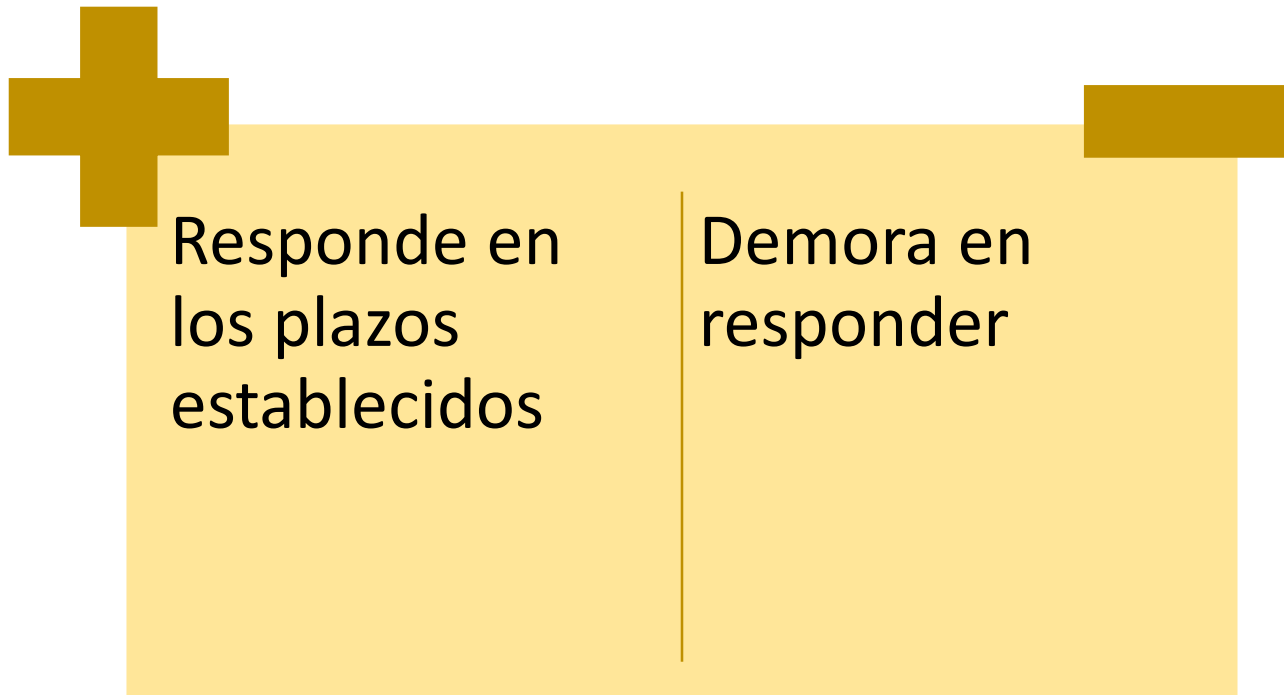 Responde en
los plazos
establecidos
Demora en
responder